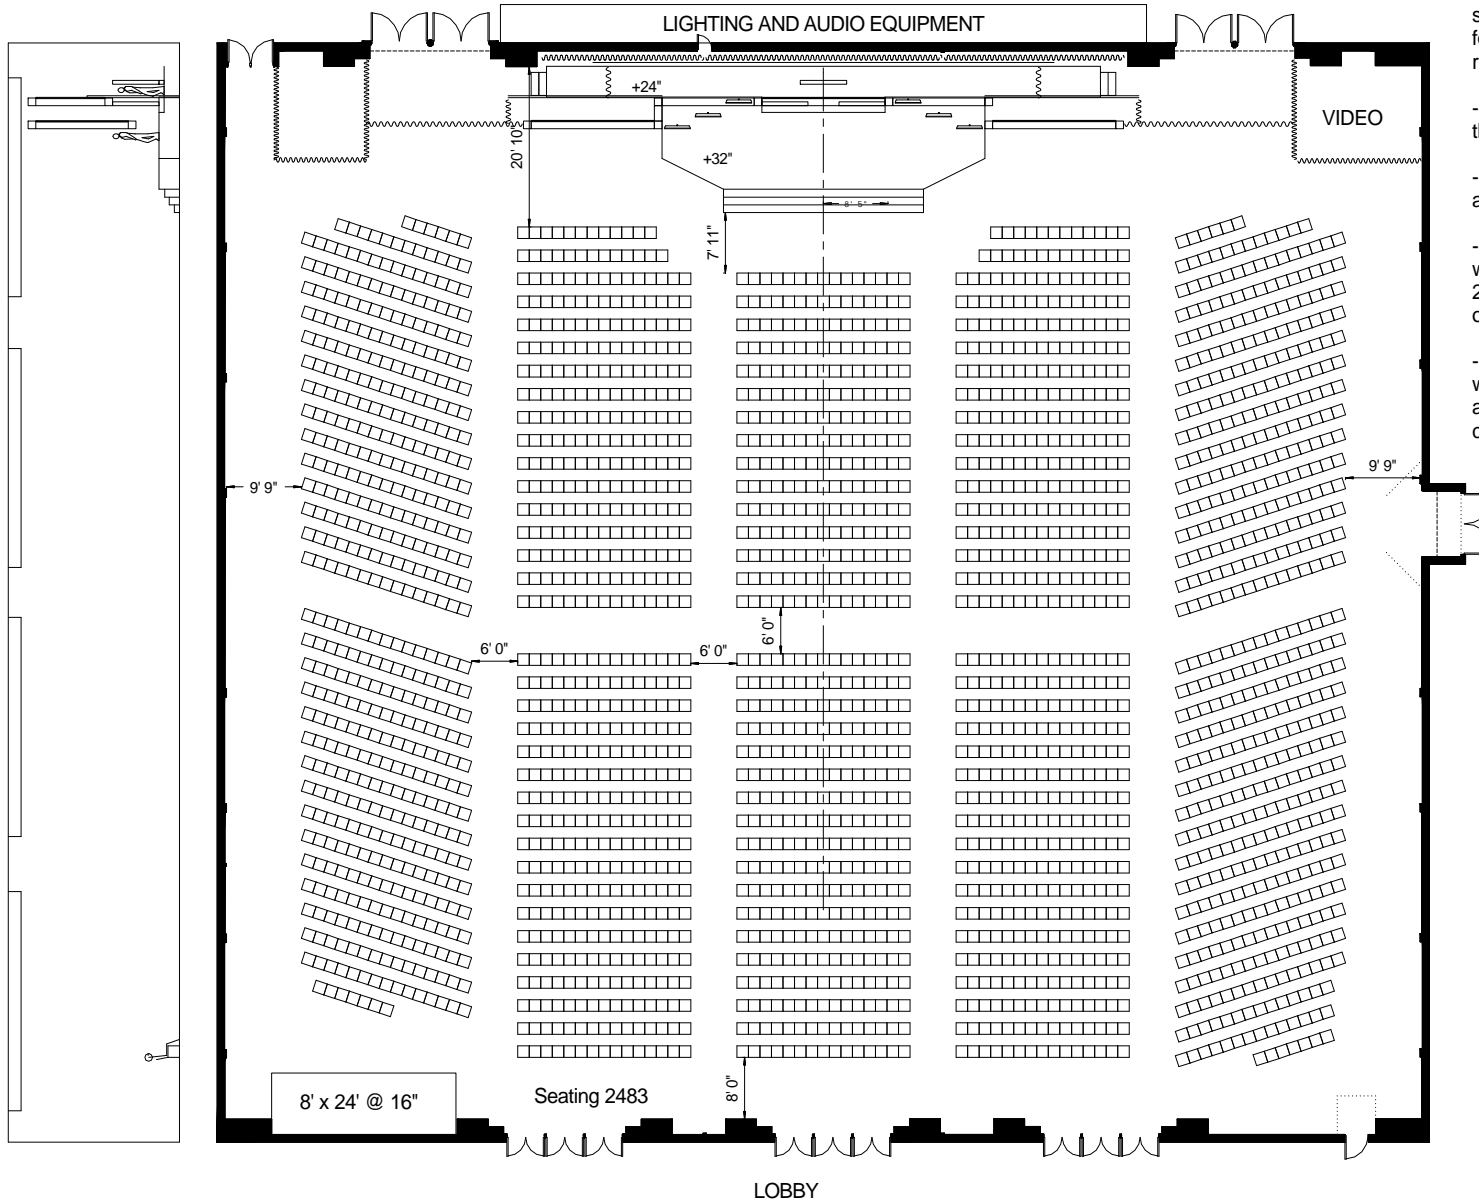 LIGHTING AND AUDIO EQUIPMENT
+24"
VIDEO
20' 10"
+32"
8' 5"
7' 11"
9' 9"
9' 9"
6' 0"
6' 0"
6' 0"
8' 0"
8' x 24' @ 16"
Seating 2483
LOBBY